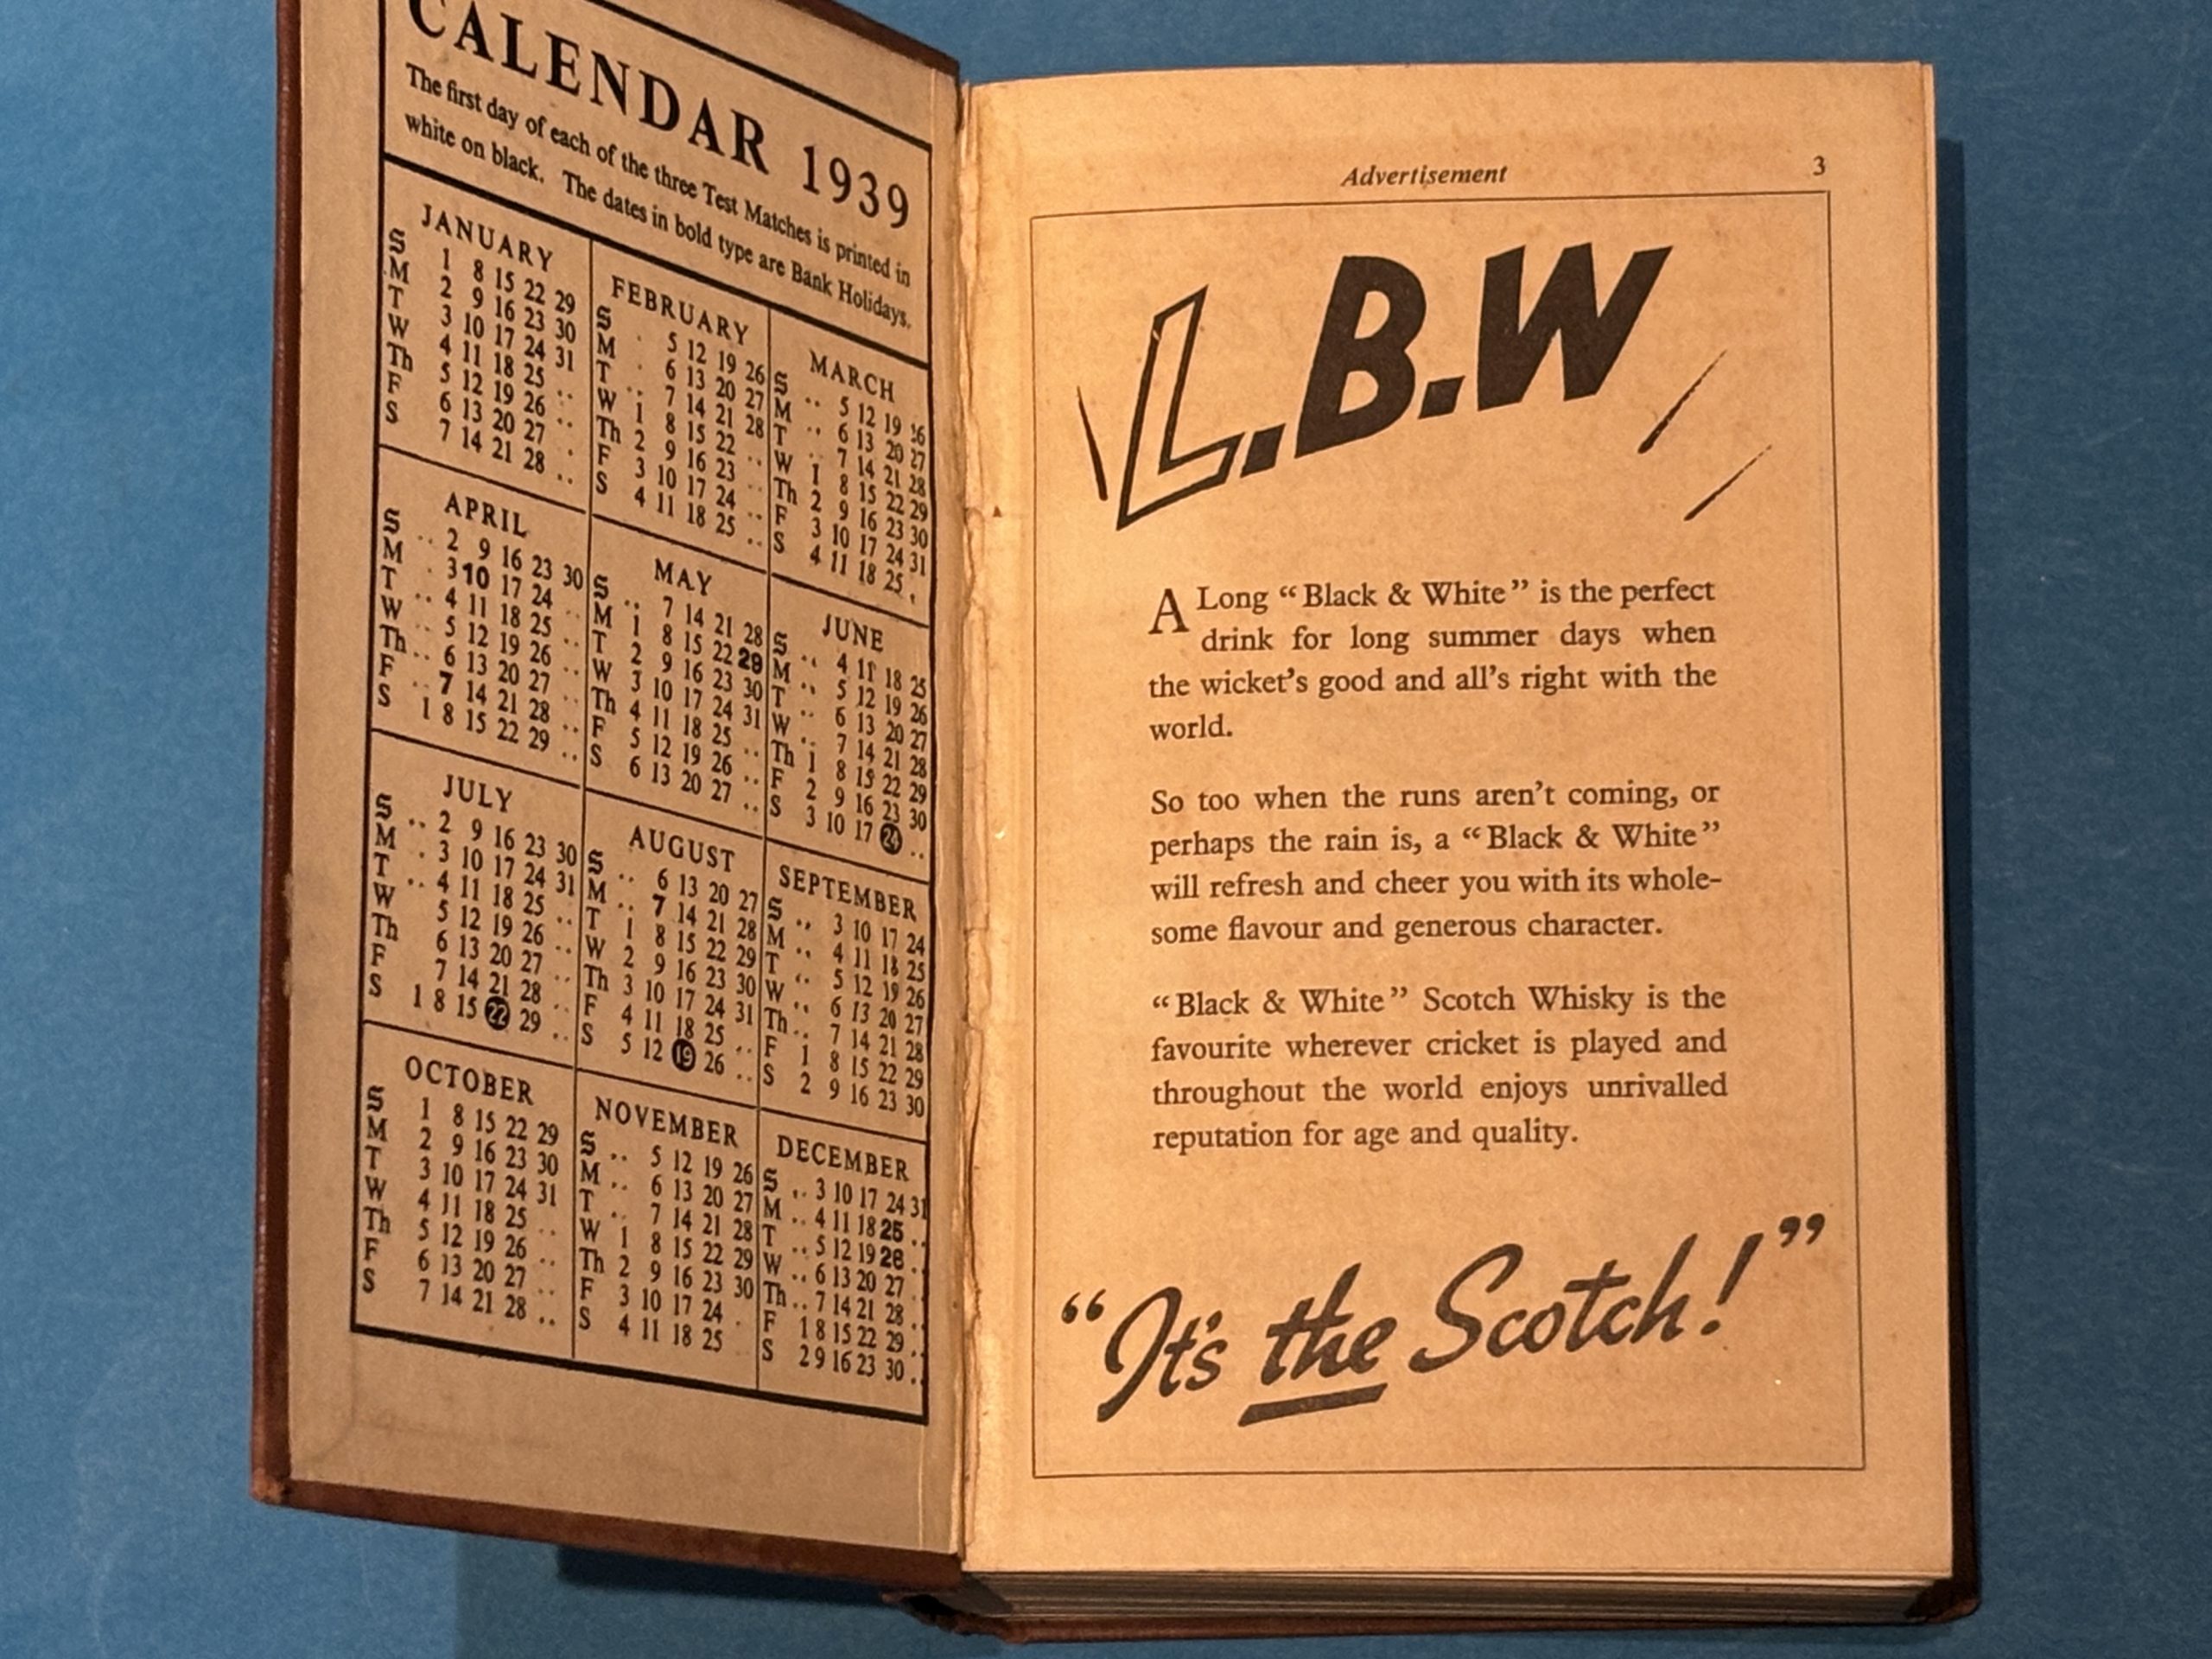 CALENDAR 1939
The first day of each of the three Test Matches is printed in
white on black. The dates in bold type are Bank Holidays.
JANUARY
S 1 8 15 22 29
M 2 9 16 23 30
T 3 10 17 24 31
W 4 11 18 25 ..
Th 5 12 19 26 ..
F 6 13 20 27 .
S 7 14 21 28 ..
FEBRUARY
S . 5 12 19 26
M . 6 13 20 27
T .. 7 14 21 28
W 1 8 15 22 ..
Th 2 9 16 23 ..
F 3 10 17 24 ..
S 4 11 18 25 ..
MARCH
S .. 5 12 19 26
M .. 6 13 20 27
T .. 7 14 21 28
W 1 8 15 22 29
Th 2 9 16 23 30
F 3 10 17 24 31
S 4 11 18 25 .
APRIL
S .. 2 9 16 23 30
M . 3 10 17 24 ..
T .. 4 11 18 25 ..
W .. 5 12 19 26 ..
Th .. 6 13 20 27 ..
F .. 7 14 21 28 ..
S 1 8 15 22 29 ..
MAY
S .. 7 14 21 28
M 1 8 15 22 29
T 2 9 16 23 30
W 3 10 17 24 31
Th 4 11 18 25 ..
F 5 12 19 26 ..
S 6 13 20 27 ..
JUNE
S .. 4 11 18 25
M .. 5 12 19 26
T .. 6 13 20 27
W .. 7 14 21 28
Th 1 8 15 22 29
F 2 9 16 23 30
S 3 10 17 24 ..
JULY
S .. 2 9 16 23 30
M . 3 10 17 24 31
T .. 4 11 18 25 ..
W 5 12 19 26 ..
Th 6 13 20 27 ..
F 7 14 21 28 ..
S 1 8 15 22 29 ..
AUGUST
S .. 6 13 20 27
M .. 7 14 21 28
T 1 8 15 22 29
W 2 9 16 23 30
Th 3 10 17 24 31
F 4 11 18 25 ..
S 5 12 19 26 ..
SEPTEMBER
S .. 3 10 17 24
M .. 4 11 18 25
T .. 5 12 19 26
W .. 6 13 20 27
Th .. 7 14 21 28
F 1 8 15 22 29
S 2 9 16 23 30
OCTOBER
S 1 8 15 22 29
M 2 9 16 23 30
T 3 10 17 24 31
W 4 11 18 25 ..
Th 5 12 19 26 ..
F 6 13 20 27 ..
S 7 14 21 28 ..
NOVEMBER
S .. 5 12 19 26
M .. 6 13 20 27
T .. 7 14 21 28
W 1 8 15 22 29
Th 2 9 16 23 30
F 3 10 17 24 .
S 4 11 18 25
DECEMBER
S .. 3 10 17 24 31
M .. 4 11 18 25 ..
T .. 5 12 19 26 .
W .. 6 13 20 27 .
Th .. 7 14 21 28 .
F 1 8 15 22 29 ..
S 2 9 16 23 30 ..
Advertisement 3
L.B.W
A Long “Black & White” is the perfect
drink for long summer days when
the wicket’s good and all’s right with the
world.
So too when the runs aren’t coming, or
perhaps the rain is, a “Black & White”
will refresh and cheer you with its whole-
some flavour and generous character.
“Black & White” Scotch Whisky is the
favourite wherever cricket is played and
throughout the world enjoys unrivalled
reputation for age and quality.
“It’s the Scotch!”